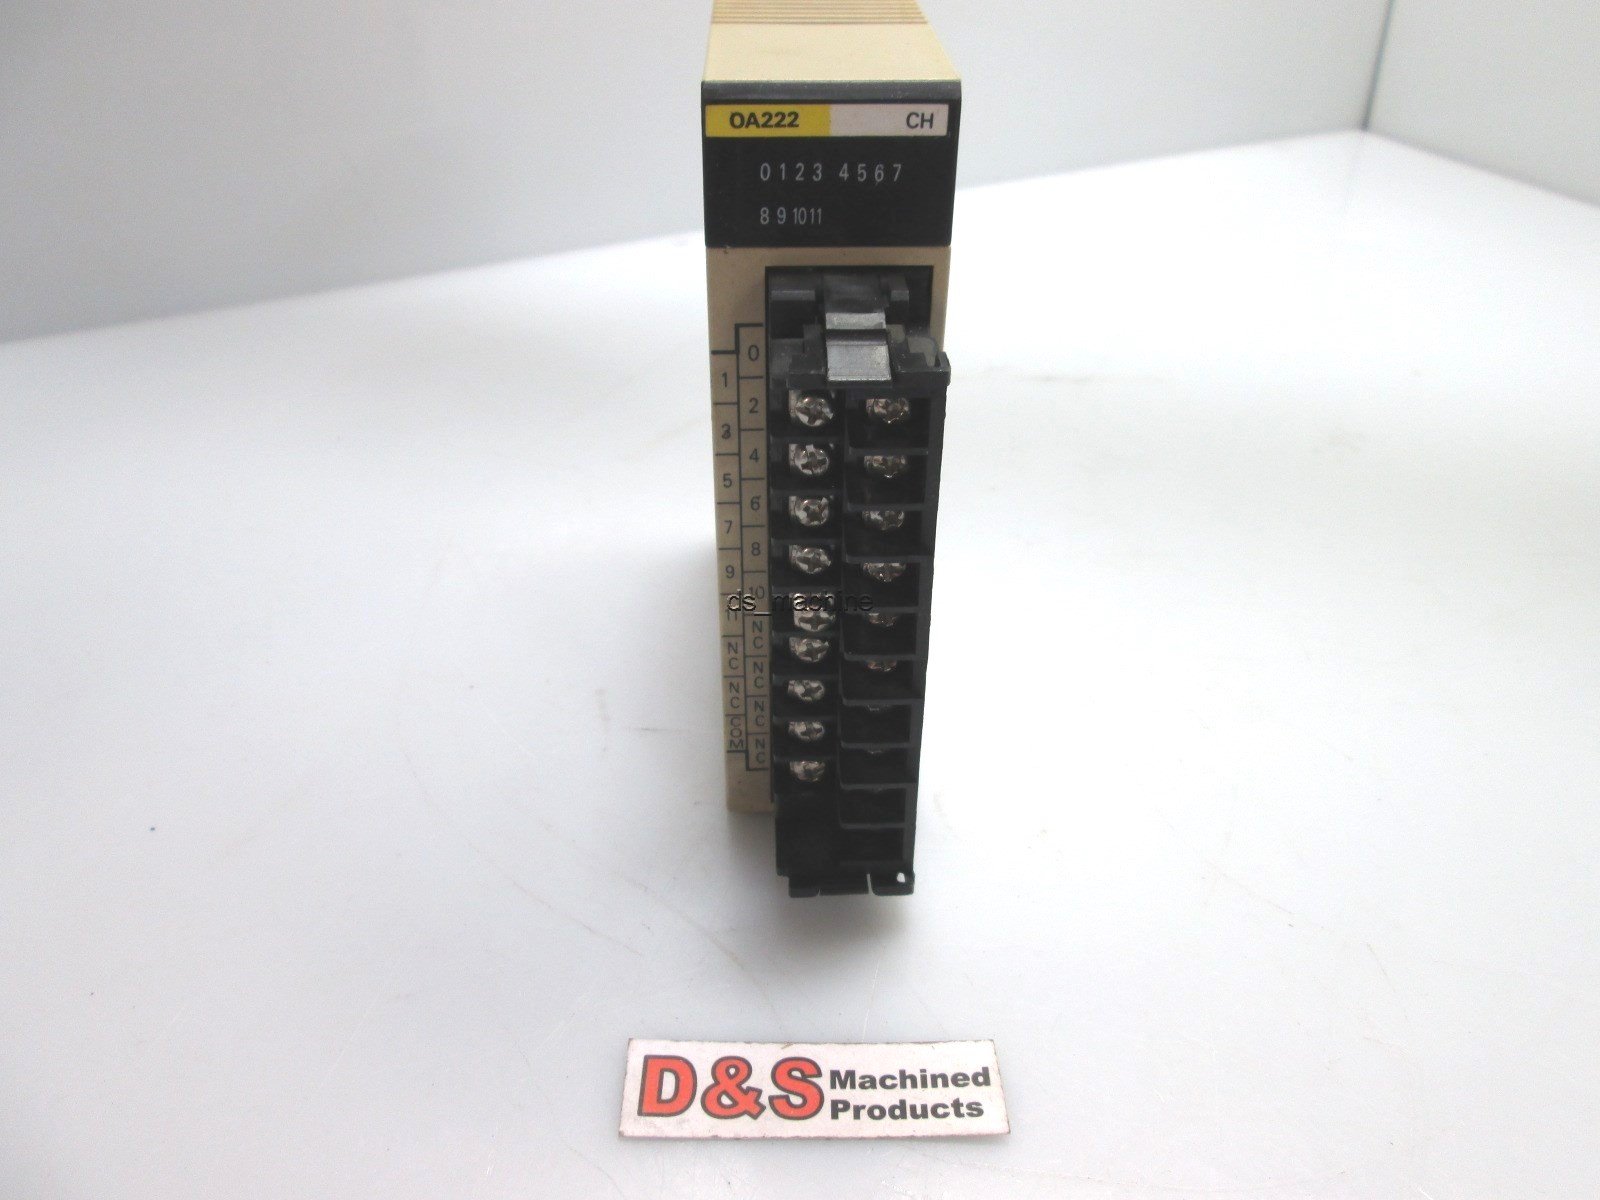 OA222 CH
0 1 2 3 4 5 6 7
8 9 10 11
0
1
2
3
4
5
6
7
8
9
10
ds_machine
11
NC
NC
NC
NC
NC
NC
COM
D&S Machined
Products